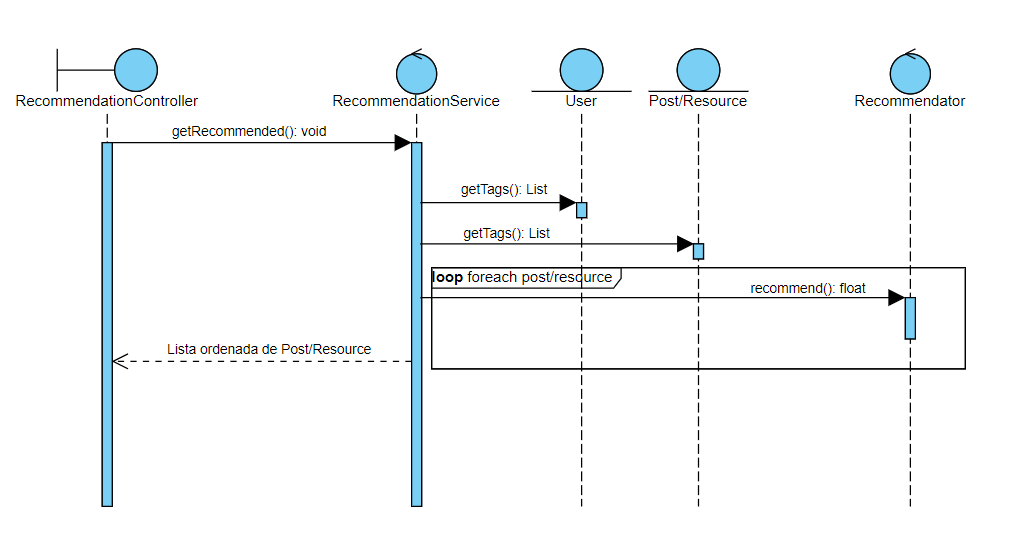 RecommendationController
RecommendationService
User
Post/Resource
Recommendator
getRecommended(): void
getTags(): List
getTags(): List
loop foreach post/resource
recommend(): float
Lista ordenada de Post/Resource